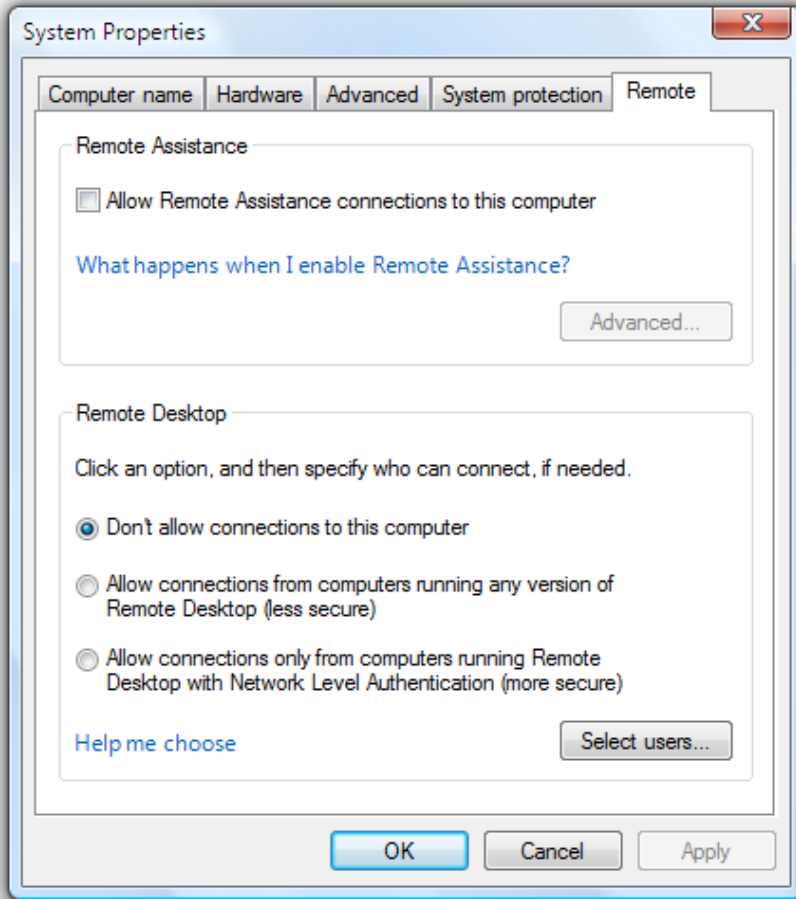 System Properties
Computer name Hardware Advanced System protection Remote
Remote Assistance
Allow Remote Assistance connections to this computer
What happens when I enable Remote Assistance?
Advanced...
Remote Desktop
Click an option, and then specify who can connect, if needed.
Don't allow connections to this computer
Allow connections from computers running any version of
Remote Desktop (less secure)
Allow connections only from computers running Remote
Desktop with Network Level Authentication (more secure)
Help me choose Select users...
OK Cancel Apply